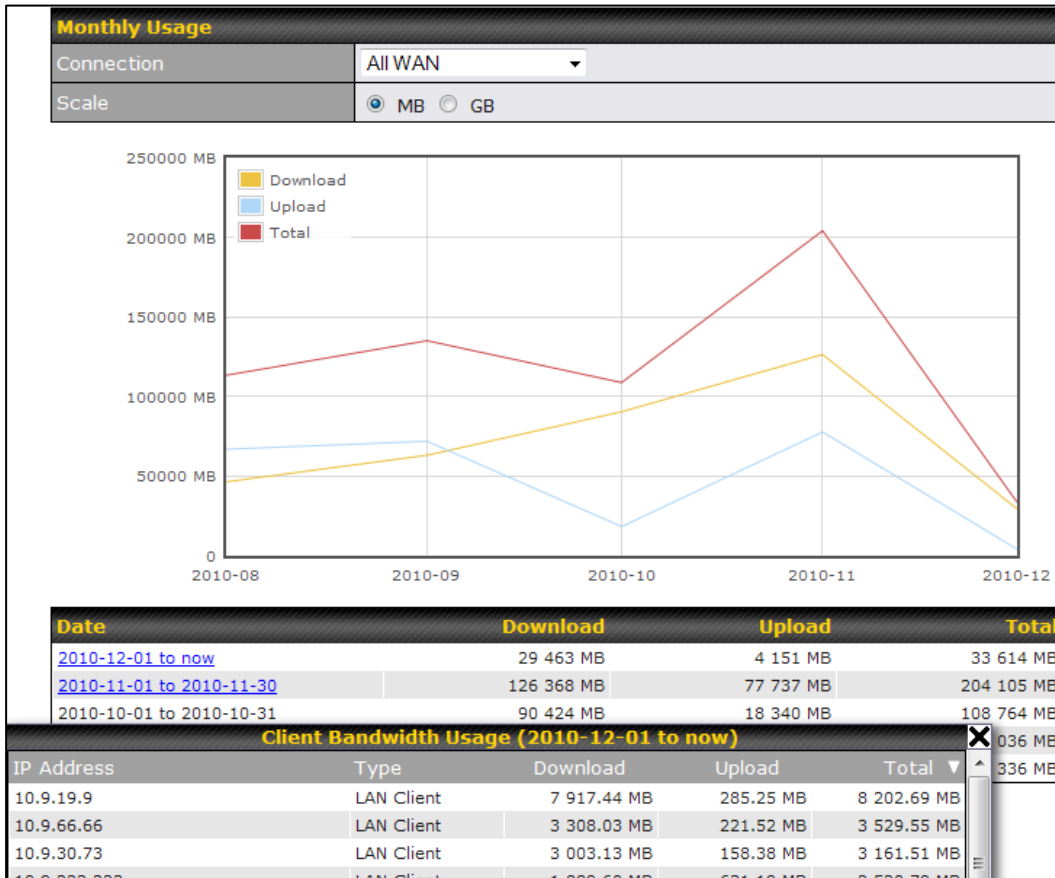 Monthly Usage
Connection All WAN
Scale MB GB
250000 MB
Download
Upload
Total
200000 MB
150000 MB
100000 MB
50000 MB
0
2010-08 2010-09 2010-10 2010-11 2010-12
Date Download Upload Total
2010-12-01 to now 29 463 MB 4 151 MB 33 614 MB
2010-11-01 to 2010-11-30 126 368 MB 77 737 MB 204 105 MB
2010-10-01 to 2010-10-31 90 424 MB 18 340 MB 108 764 MB
Client Bandwidth Usage (2010-12-01 to now) 036 MB
IP Address Type Download Upload Total 336 MB
10.9.19.9 LAN Client 7 917.44 MB 285.25 MB 8 202.69 MB
10.9.66.66 LAN Client 3 308.03 MB 221.52 MB 3 529.55 MB
10.9.30.73 LAN Client 3 003.13 MB 158.38 MB 3 161.51 MB
LAN Client